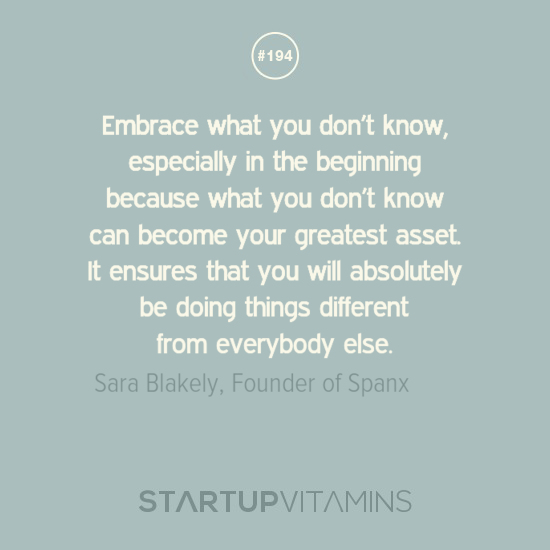 #194
Embrace what you don't know,
especially in the beginning
because what you don't know
can become your greatest asset.
It ensures that you will absolutely
be doing things different
from everybody else.
Sara Blakely, Founder of Spanx
STARTUPVITAMINS